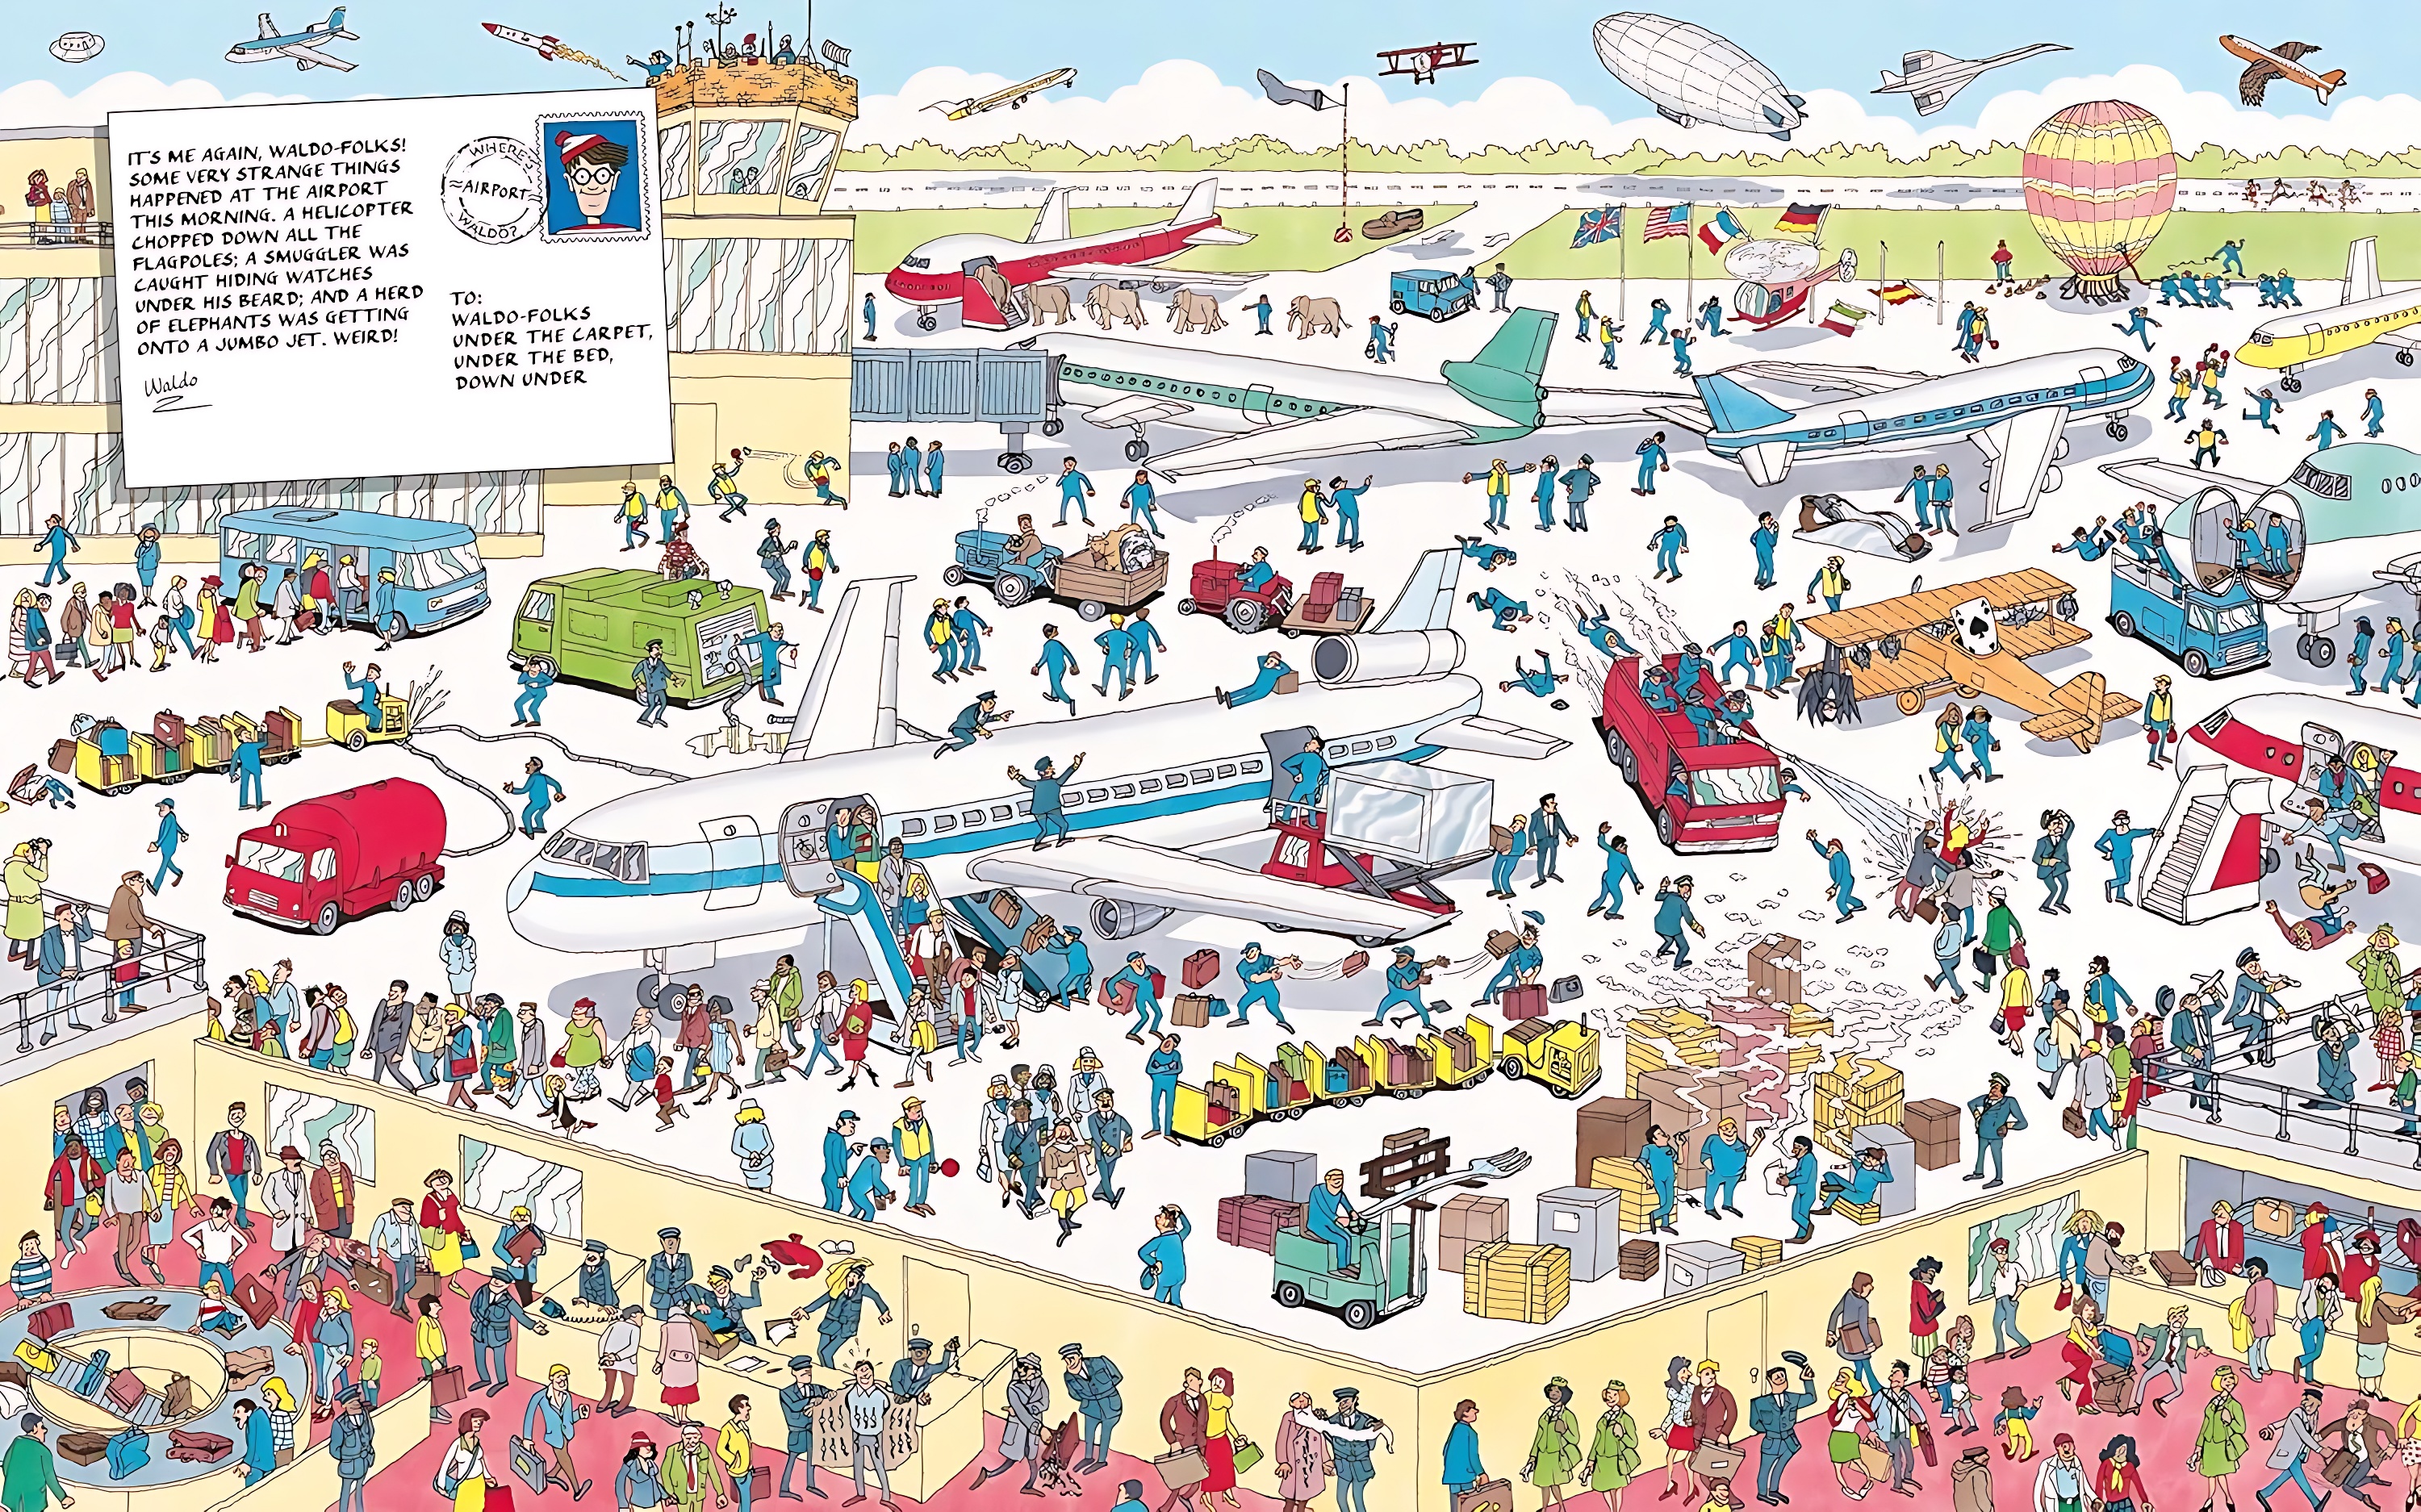 IT'S ME AGAIN, WALDO-FOLKS!
SOME VERY STRANGE THINGS
HAPPENED AT THE AIRPORT
THIS MORNING. A HELICOPTER
CHOPPED DOWN ALL THE
FLAGPOLES; A SMUGGLER WAS
CAUGHT HIDING WATCHES
UNDER HIS BEARD; AND A HERD
OF ELEPHANTS WAS GETTING
ONTO A JUMBO JET. WEIRD!
Waldo
WHERE'S
AIRPORT
WALDO?
TO:
WALDO-FOLKS
UNDER THE CARPET,
UNDER THE BED,
DOWN UNDER